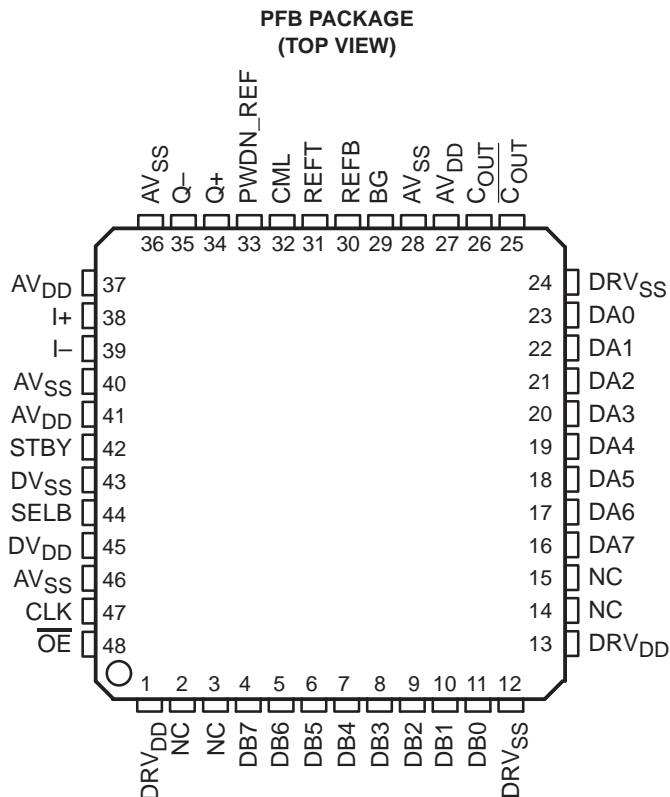 PFB PACKAGE
(TOP VIEW)
AVSS
Q–
Q+
PWDN_REF
CML
REFT
REFB
BG
AVSS
AVDD
COUT
C̅O̅U̅T̅
36 35 34 33 32 31 30 29 28 27 26 25
AVDD 37
I+ 38
I– 39
AVSS 40
AVDD 41
STBY 42
DVSS 43
SELB 44
DVDD 45
AVSS 46
CLK 47
O̅E̅ 48
24 DRVSS
23 DA0
22 DA1
21 DA2
20 DA3
19 DA4
18 DA5
17 DA6
16 DA7
15 NC
14 NC
13 DRVDD
1 2 3 4 5 6 7 8 9 10 11 12
DRVDD
NC
NC
DB7
DB6
DB5
DB4
DB3
DB2
DB1
DB0
DRVSS